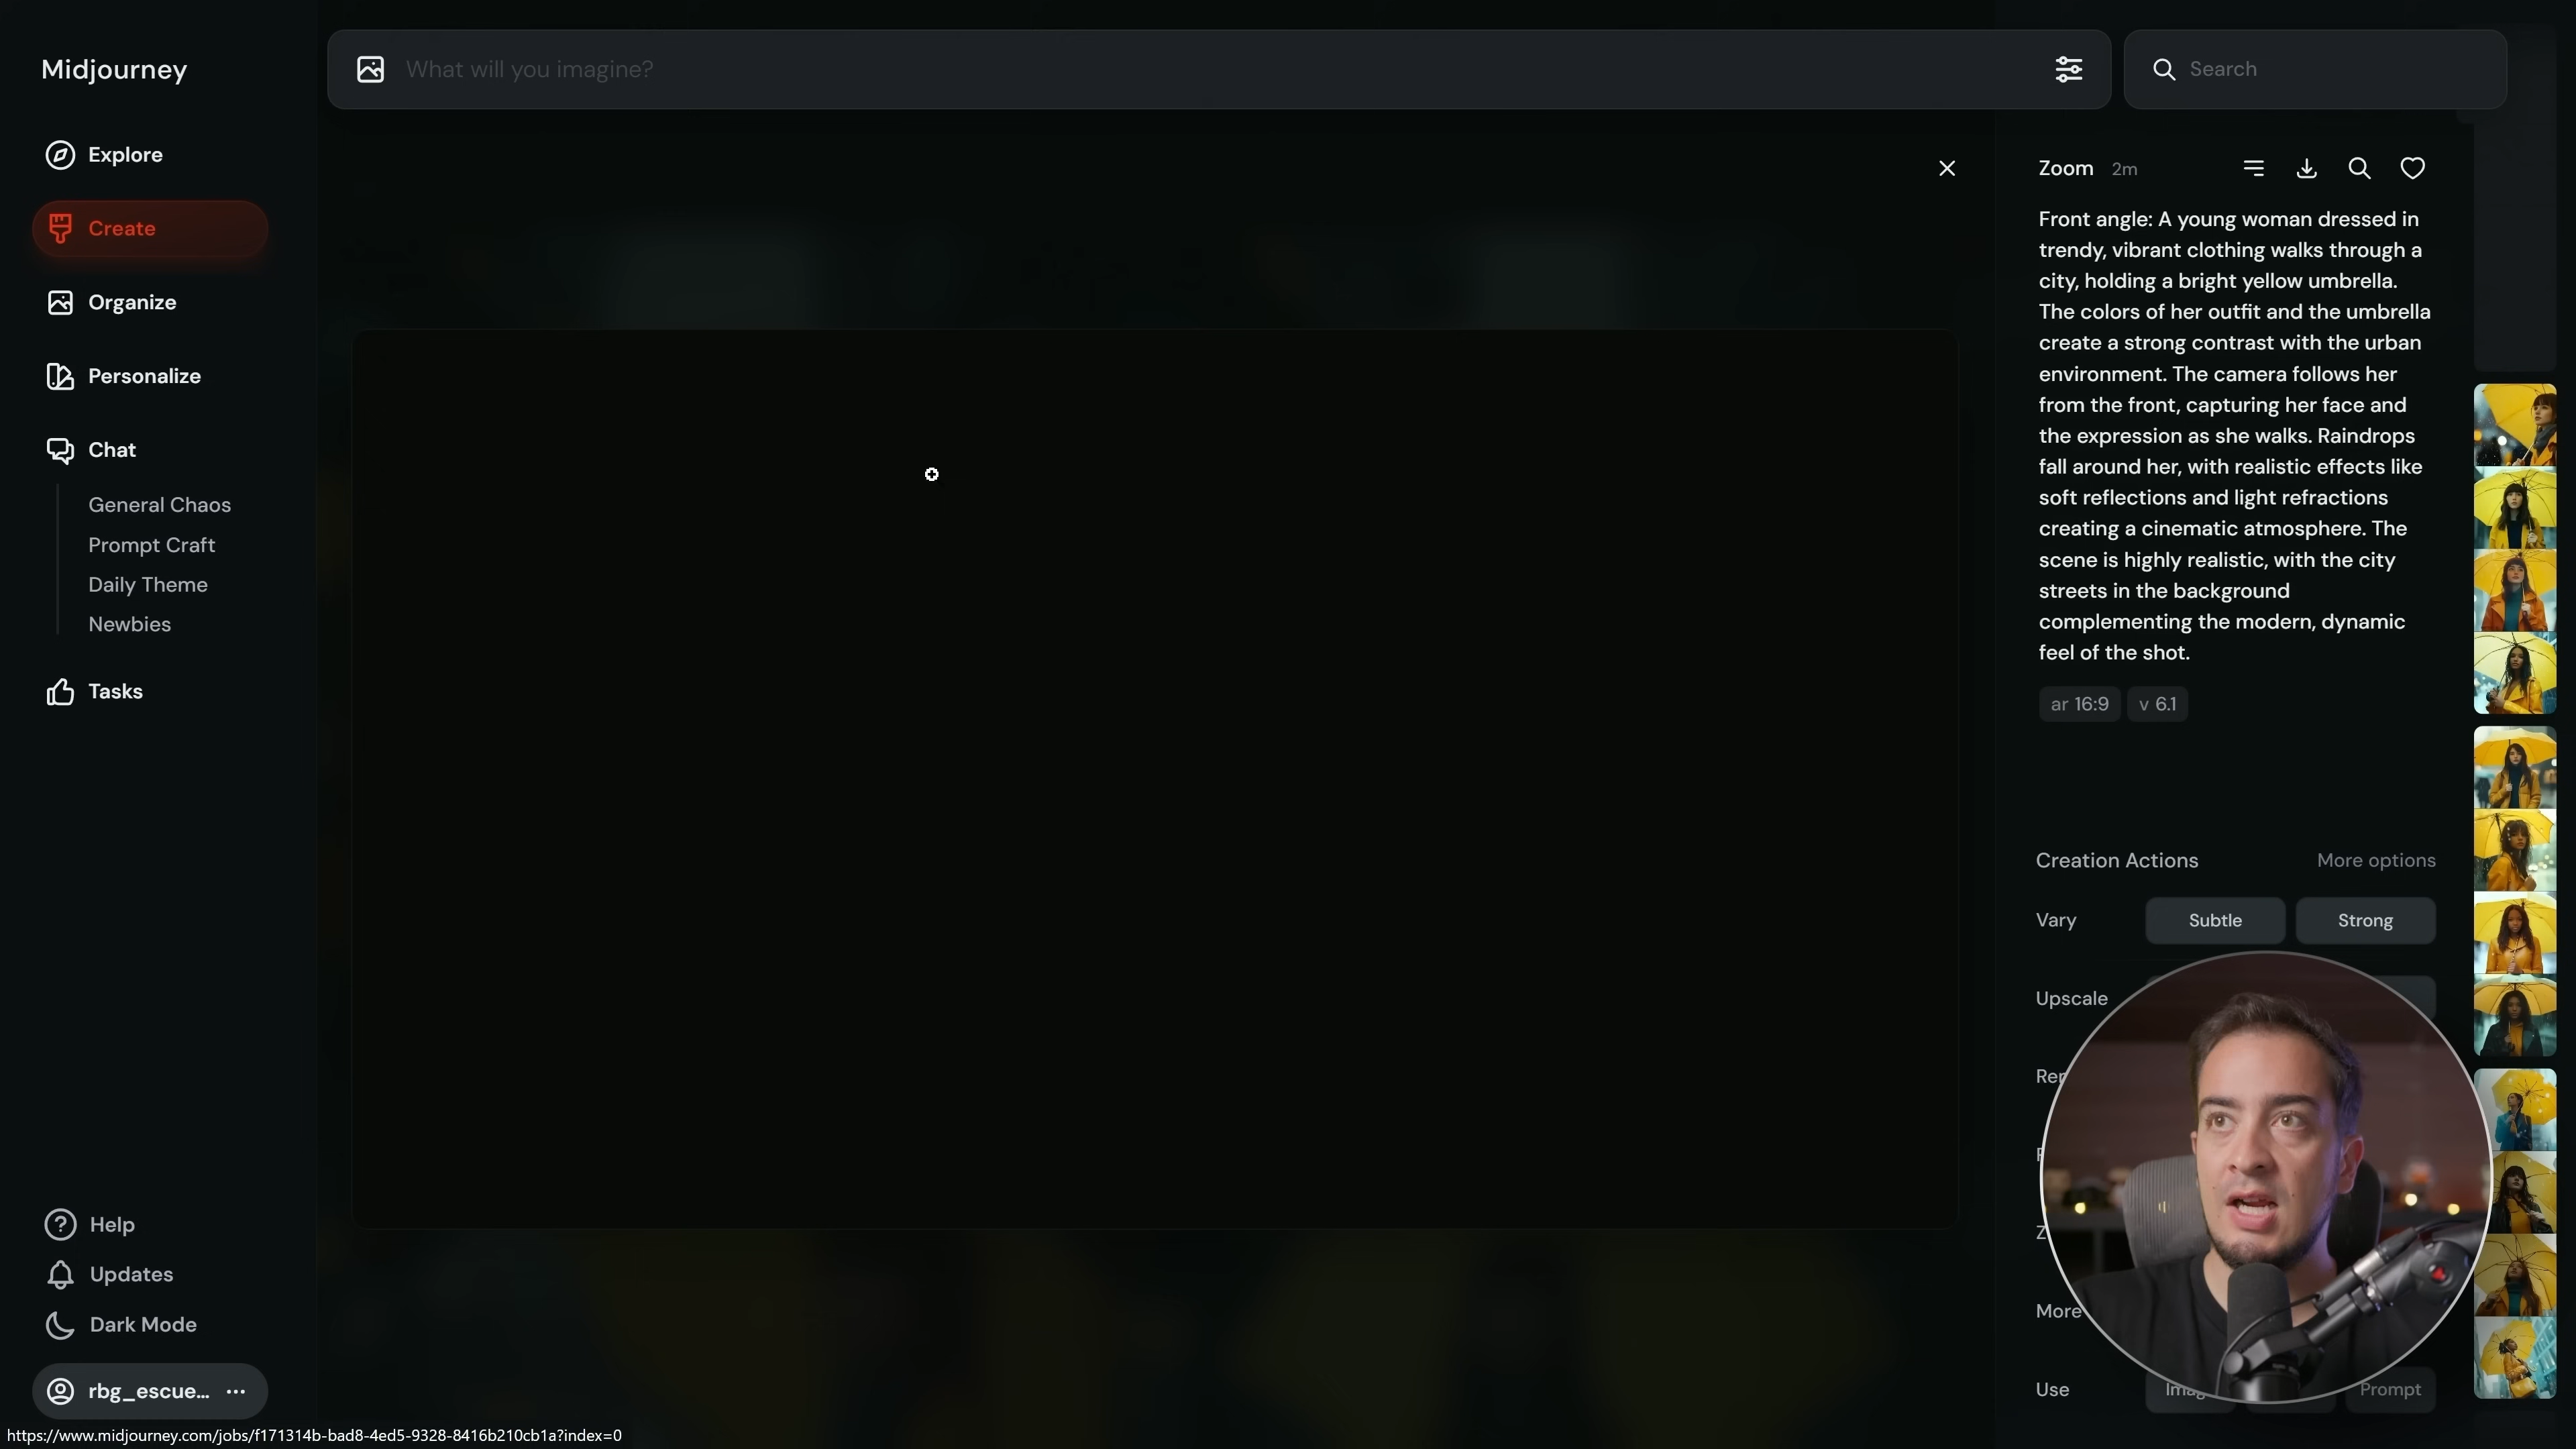 Midjourney
What will you imagine?
Search
Explore
Create
Organize
Personalize
Chat
General Chaos
Prompt Craft
Daily Theme
Newbies
Tasks
Help
Updates
Dark Mode
rbg_escue...
https://www.midjourney.com/jobs/f171314b-bad8-4ed5-9328-8416b210cb1a?index=0
Zoom 2m
Front angle: A young woman dressed in
trendy, vibrant clothing walks through a
city, holding a bright yellow umbrella.
The colors of her outfit and the umbrella
create a strong contrast with the urban
environment. The camera follows her
from the front, capturing her face and
the expression as she walks. Raindrops
fall around her, with realistic effects like
soft reflections and light refractions
creating a cinematic atmosphere. The
scene is highly realistic, with the city
streets in the background
complementing the modern, dynamic
feel of the shot.
ar 16:9 v 6.1
Creation Actions More options
Vary Subtle Strong
Upscale
More
Use Prompt